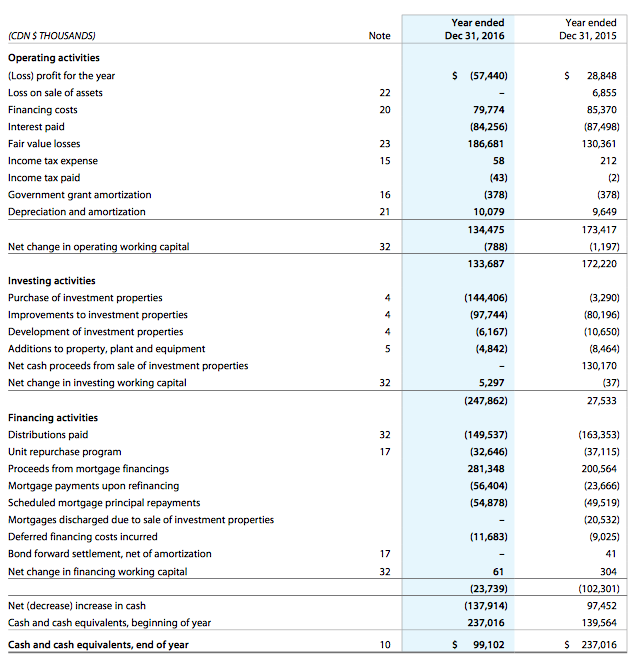 Year ended Year ended
(CDN $ THOUSANDS) Note Dec 31, 2016 Dec 31, 2015
Operating activities
(Loss) profit for the year $ (57,440) $ 28,848
Loss on sale of assets 22 – 6,855
Financing costs 20 79,774 85,370
Interest paid (84,256) (87,498)
Fair value losses 23 186,681 130,361
Income tax expense 15 58 212
Income tax paid (43) (2)
Government grant amortization 16 (378) (378)
Depreciation and amortization 21 10,079 9,649
134,475 173,417
Net change in operating working capital 32 (788) (1,197)
133,687 172,220
Investing activities
Purchase of investment properties 4 (144,406) (3,290)
Improvements to investment properties 4 (97,744) (80,196)
Development of investment properties 4 (6,167) (10,650)
Additions to property, plant and equipment 5 (4,842) (8,464)
Net cash proceeds from sale of investment properties – 130,170
Net change in investing working capital 32 5,297 (37)
(247,862) 27,533
Financing activities
Distributions paid 32 (149,537) (163,353)
Unit repurchase program 17 (32,646) (37,115)
Proceeds from mortgage financings 281,348 200,564
Mortgage payments upon refinancing (56,404) (23,666)
Scheduled mortgage principal repayments (54,878) (49,519)
Mortgages discharged due to sale of investment properties – (20,532)
Deferred financing costs incurred (11,683) (9,025)
Bond forward settlement, net of amortization 17 – 41
Net change in financing working capital 32 61 304
(23,739) (102,301)
Net (decrease) increase in cash (137,914) 97,452
Cash and cash equivalents, beginning of year 237,016 139,564
Cash and cash equivalents, end of year 10 $ 99,102 $ 237,016